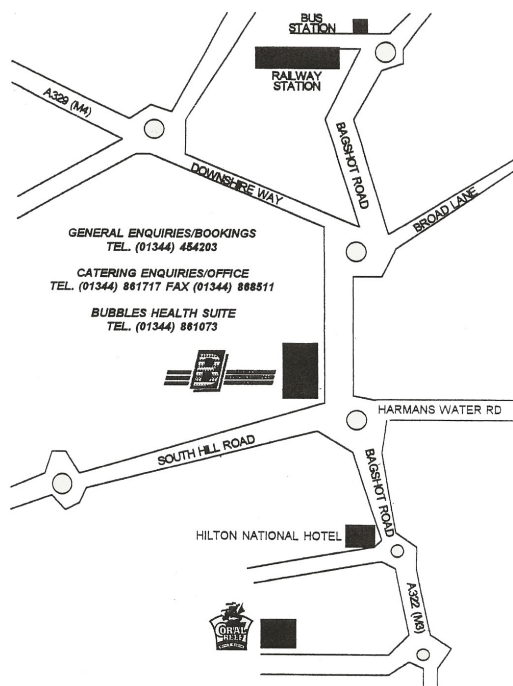 BUS
STATION
RAILWAY
STATION
A329 (M4)
BAGSHOT ROAD
DOWNSHIRE WAY
BROAD LANE
GENERAL ENQUIRIES/BOOKINGS
TEL. (01344) 454203
CATERING ENQUIRIES/OFFICE
TEL. (01344) 861717 FAX (01344) 868511
BUBBLES HEALTH SUITE
TEL. (01344) 861073
HARMANS WATER RD
SOUTH HILL ROAD
BAGSHOT ROAD
HILTON NATIONAL HOTEL
A322 (M3)
CORAL
REEF